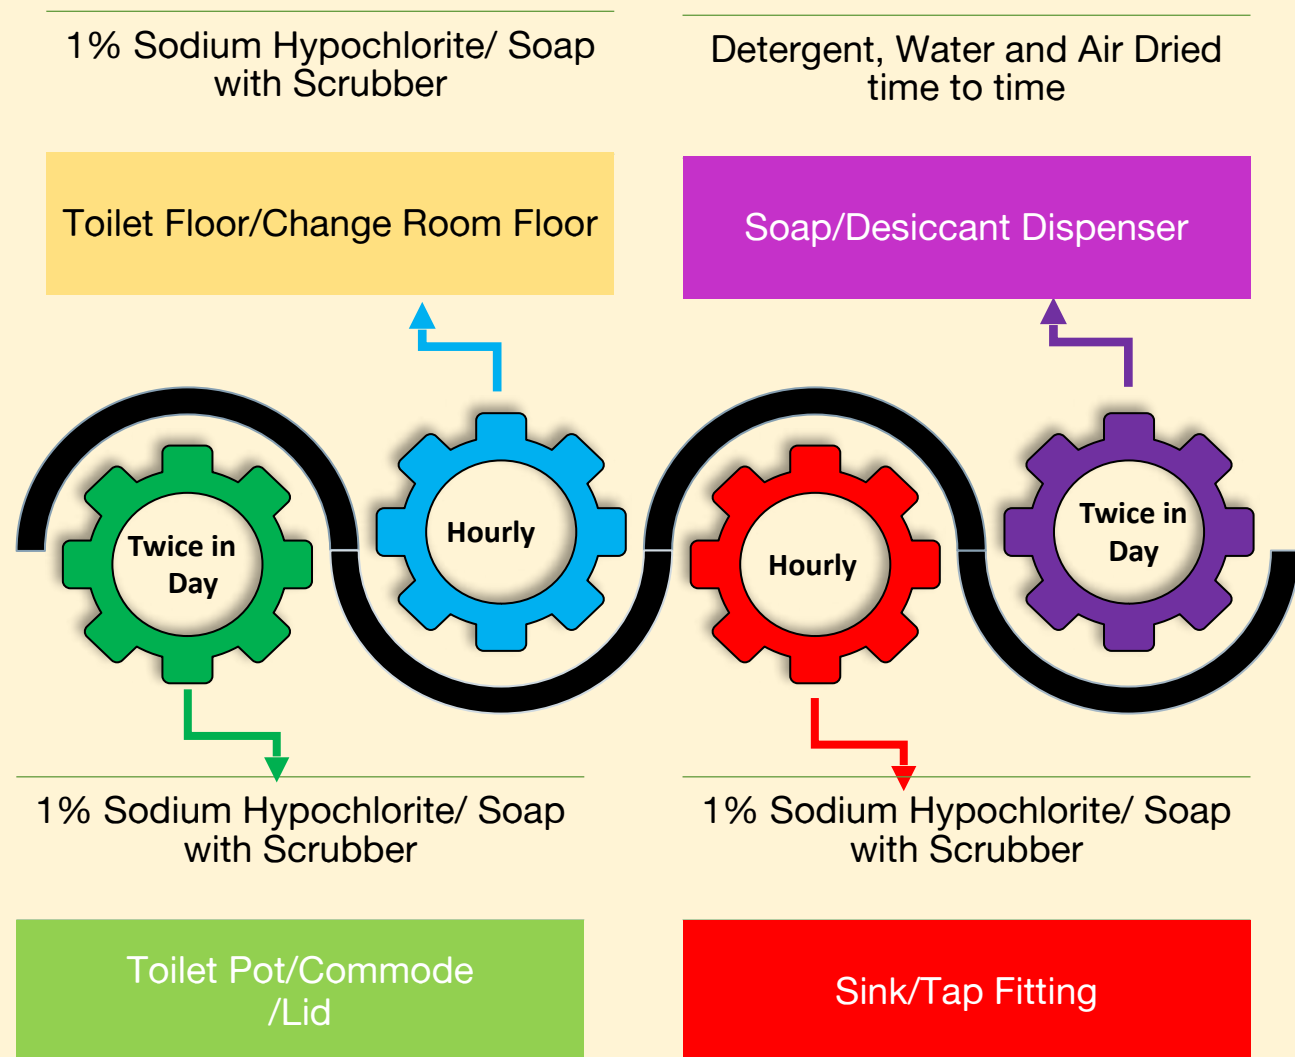 1% Sodium Hypochlorite/ Soap
with Scrubber
Detergent, Water and Air Dried
time to time
Toilet Floor/Change Room Floor
Soap/Desiccant Dispenser
Twice in
Day
Hourly
Hourly
Twice in
Day
1% Sodium Hypochlorite/ Soap
with Scrubber
1% Sodium Hypochlorite/ Soap
with Scrubber
Toilet Pot/Commode
/Lid
Sink/Tap Fitting